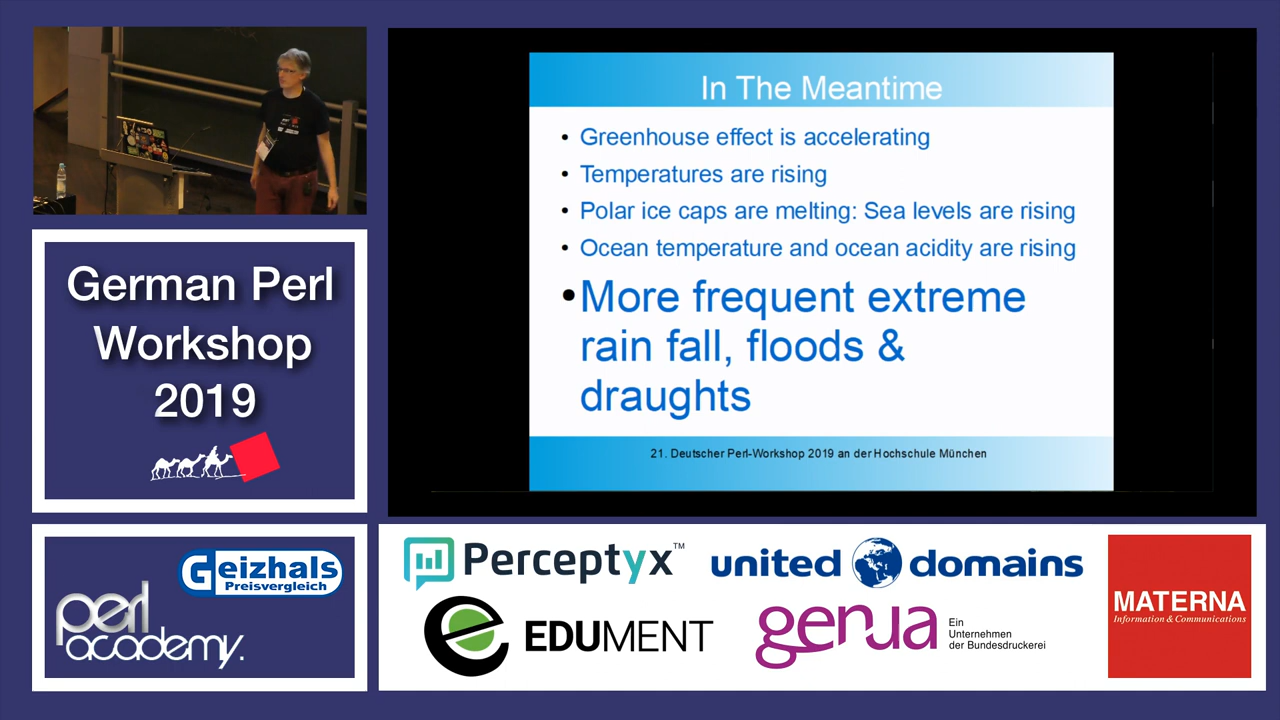 In The Meantime
• Greenhouse effect is accelerating
• Temperatures are rising
• Polar ice caps are melting: Sea levels are rising
• Ocean temperature and ocean acidity are rising
• More frequent extreme
rain fall, floods &
draughts
21. Deutscher Perl-Workshop 2019 an der Hochschule München
German Perl
Workshop
2019
Geizhals
Preisvergleich
perl
academy.
Perceptyx™
united domains
EDUMENT
genua
Ein
Unternehmen
der Bundesdruckerei
MATERNA
Information & Communications